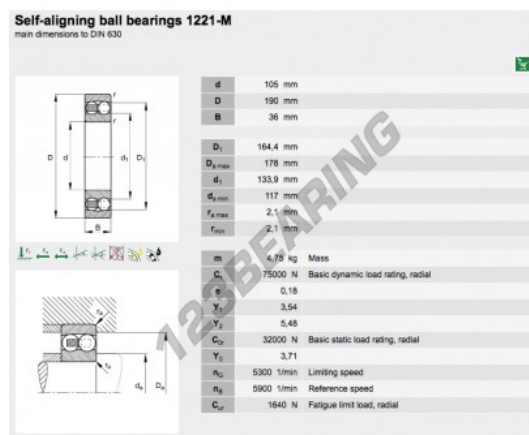 Self-aligning ball bearings 1221-M
main dimensions to DIN 630
d 105 mm
D 190 mm
B 36 mm
D₁ 164,4 mm
Dₐ max 178 mm
d₁ 133,9 mm
dₐ min 117 mm
rₐ max 2,1 mm
r min 2,1 mm
m 4,78 kg Mass
Cᵣ 75000 N Basic dynamic load rating, radial
e 0,18
Y₁ 3,54
Y₂ 5,48
C₀ᵣ 32000 N Basic static load rating, radial
Y₀ 3,71
n_G 5300 1/min Limiting speed
n_B 5900 1/min Reference speed
Cᵤᵣ 1640 N Fatigue limit load, radial
r
r
D d d₁ D₁
B
rₐ
rₐ
dₐ Dₐ
123BEARING